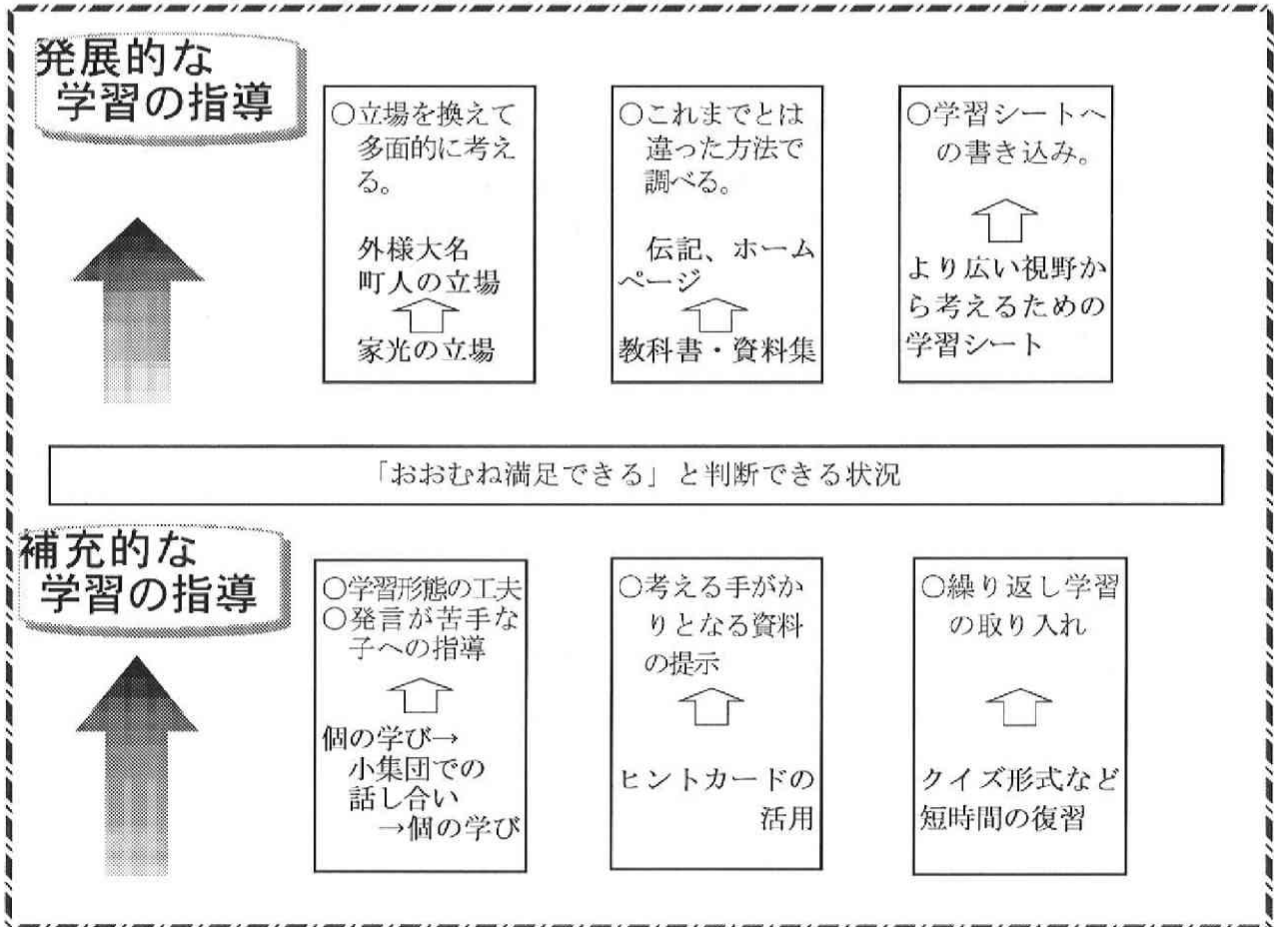 発展的な
学習の指導
○立場を換えて
多面的に考え
る。
外様大名
町人の立場
家光の立場
○これまでとは
違った方法で
調べる。
伝記、ホーム
ページ
教科書・資料集
○学習シートへ
の書き込み。
より広い視野か
ら考えるための
学習シート
「おおむね満足できる」と判断できる状況
補充的な
学習の指導
○学習形態の工夫
○発言が苦手な
子への指導
個の学び→
小集団での
話し合い
→個の学び
○考える手がか
りとなる資料
の提示
ヒントカードの
活用
○繰り返し学習
の取り入れ
クイズ形式など
短時間の復習